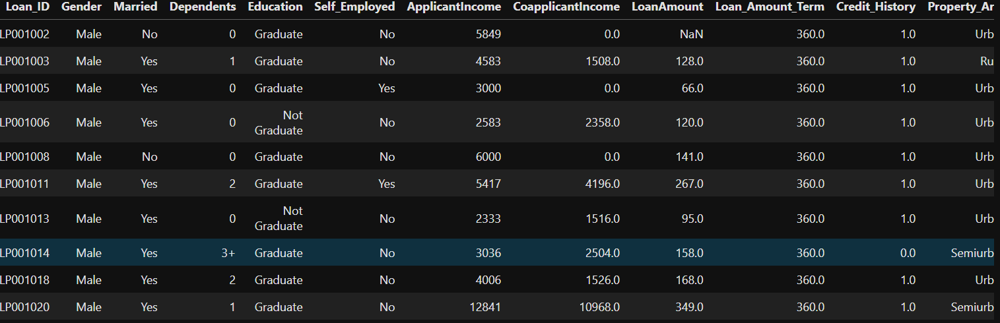 Loan_ID Gender Married Dependents Education Self_Employed ApplicantIncome CoapplicantIncome LoanAmount Loan_Amount_Term Credit_History Property_Ar
LP001002 Male No 0 Graduate No 5849 0.0 NaN 360.0 1.0 Urb
LP001003 Male Yes 1 Graduate No 4583 1508.0 128.0 360.0 1.0 Ru
LP001005 Male Yes 0 Graduate Yes 3000 0.0 66.0 360.0 1.0 Urb
LP001006 Male Yes 0 Not Graduate No 2583 2358.0 120.0 360.0 1.0 Urb
LP001008 Male No 0 Graduate No 6000 0.0 141.0 360.0 1.0 Urb
LP001011 Male Yes 2 Graduate Yes 5417 4196.0 267.0 360.0 1.0 Urb
LP001013 Male Yes 0 Not Graduate No 2333 1516.0 95.0 360.0 1.0 Urb
LP001014 Male Yes 3+ Graduate No 3036 2504.0 158.0 360.0 0.0 Semiurb
LP001018 Male Yes 2 Graduate No 4006 1526.0 168.0 360.0 1.0 Urb
LP001020 Male Yes 1 Graduate No 12841 10968.0 349.0 360.0 1.0 Semiurb